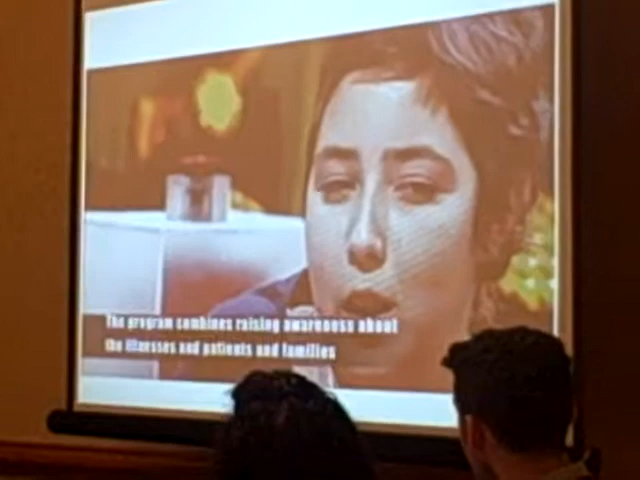 The program combines raising awareness about
the illnesses and patients and families